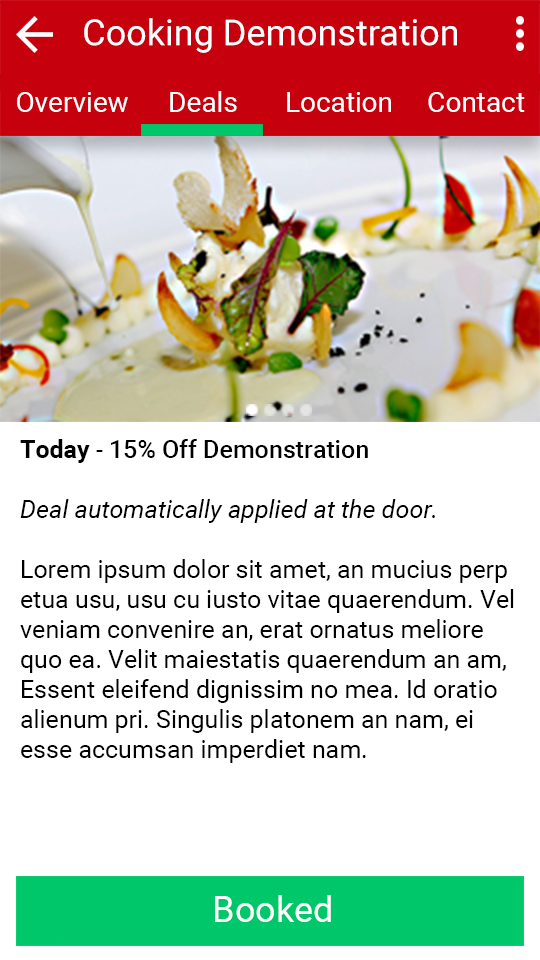 Cooking Demonstration
Overview Deals Location Contact
Today - 15% Off Demonstration
Deal automatically applied at the door.
Lorem ipsum dolor sit amet, an mucius perp
etua usu, usu cu iusto vitae quaerendum. Vel
veniam convenire an, erat ornatus meliore
quo ea. Velit maiestatis quaerendum an am,
Essent eleifend dignissim no mea. Id oratio
alienum pri. Singulis platonem an nam, ei
esse accumsan imperdiet nam.
Booked